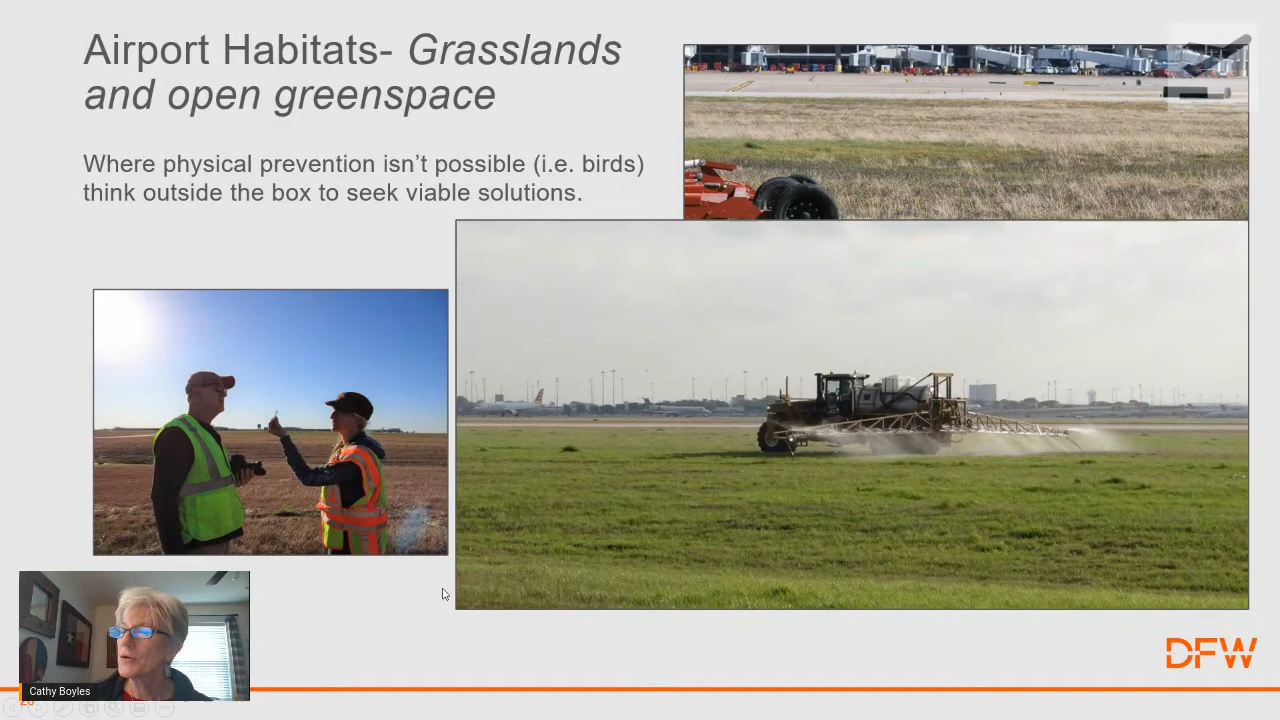 Airport Habitats- Grasslands
and open greenspace
Where physical prevention isn't possible (i.e. birds)
think outside the box to seek viable solutions.
Cathy Boyles
DFW